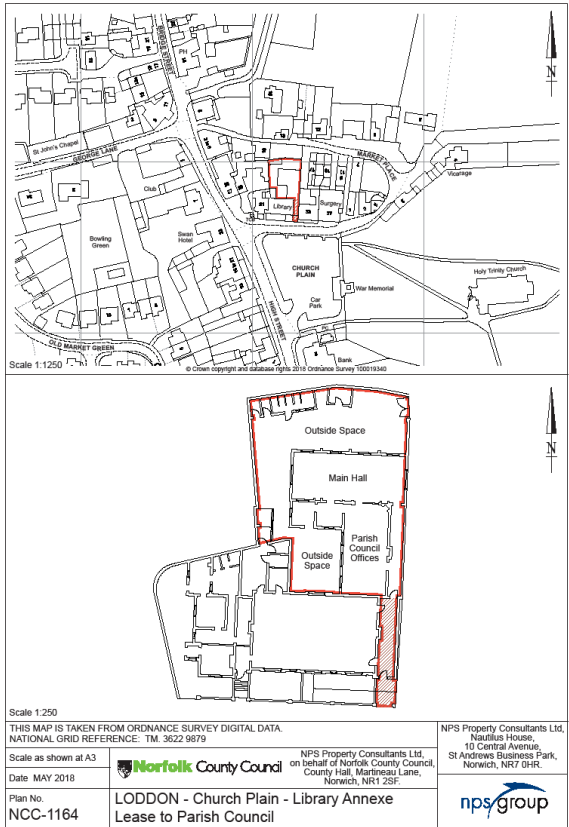 PH
BRIDGE STREET
N
St John's Chapel
GEORGE LANE
MARKET PLACE
Vicarage
Club
Library
Surgery
TCB
Bowling
Green
Swan
Hotel
CHURCH
PLAIN
Holy Trinity Church
War Memorial
Car
Park
HIGH STREET
PC
OLD MARKET GREEN
Bank
Scale 1:1250
© Crown copyright and database rights 2018 Ordnance Survey 100019340
Outside Space
N
Main Hall
Parish
Council
Offices
Outside
Space
Scale 1:250
THIS MAP IS TAKEN FROM ORDNANCE SURVEY DIGITAL DATA.
NATIONAL GRID REFERENCE: TM. 3622 9879
NPS Property Consultants Ltd,
Nautilus House,
10 Central Avenue,
St Andrews Business Park,
Norwich, NR7 0HR.
Scale as shown at A3
Date MAY 2018
Norfolk County Council
NPS Property Consultants Ltd,
on behalf of Norfolk County Council,
County Hall, Martineau Lane,
Norwich, NR1 2SF.
Plan No.
NCC-1164
LODDON - Church Plain - Library Annexe
Lease to Parish Council
nps group